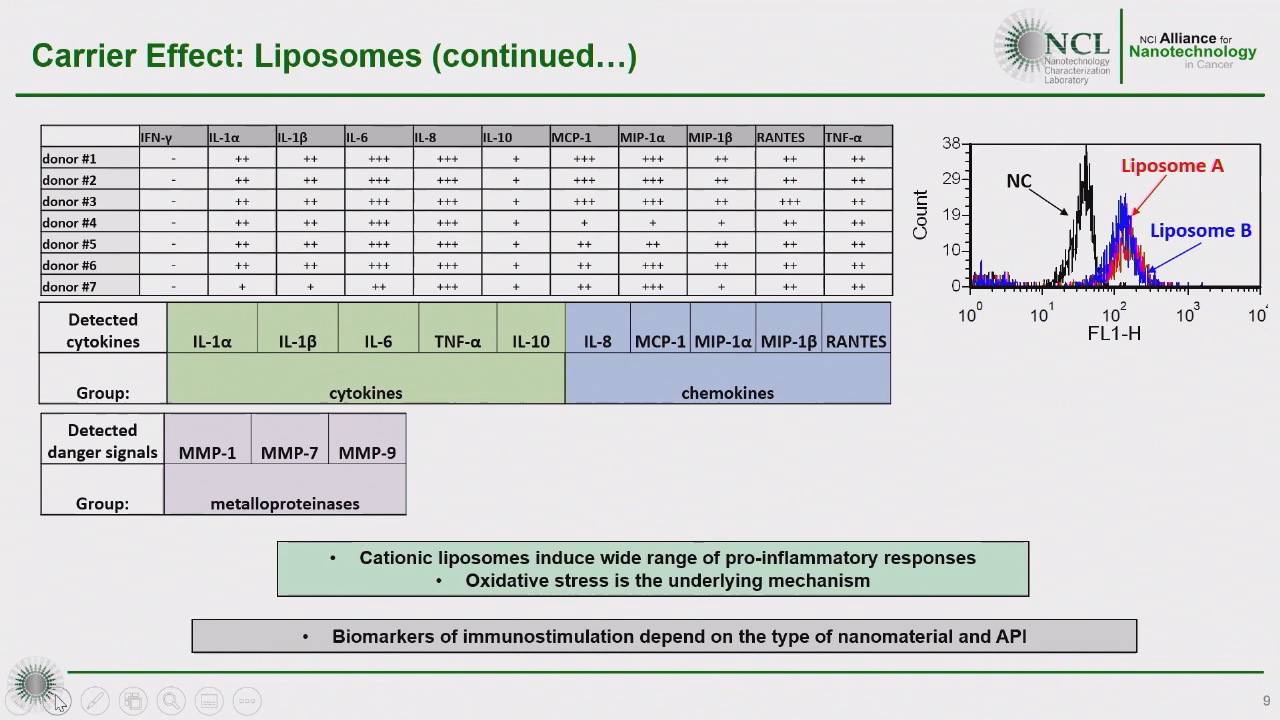 Carrier Effect: Liposomes (continued…)
NCL
Nanotechnology
Characterization
Laboratory
NCI Alliance for
Nanotechnology
in Cancer
IFN-γ IL-1α IL-1β IL-6 IL-8 IL-10 MCP-1 MIP-1α MIP-1β RANTES TNF-α
donor #1 - ++ ++ +++ +++ + +++ +++ ++ ++ ++
donor #2 - ++ ++ +++ +++ + +++ +++ ++ ++ ++
donor #3 - ++ ++ +++ +++ + +++ +++ ++ +++ ++
donor #4 - ++ ++ +++ +++ + + + + ++ ++
donor #5 - ++ ++ +++ +++ + ++ ++ ++ ++ ++
donor #6 - ++ ++ +++ +++ + ++ +++ ++ ++ ++
donor #7 - + + ++ +++ + ++ +++ + ++ ++
Detected
cytokines
IL-1α IL-1β IL-6 TNF-α IL-10 IL-8 MCP-1 MIP-1α MIP-1β RANTES
Group: cytokines chemokines
Detected
danger signals
MMP-1 MMP-7 MMP-9
Group: metalloproteinases
38
29
19
10
0
Count
NC
Liposome A
Liposome B
10⁰ 10¹ 10² 10³
FL1-H
• Cationic liposomes induce wide range of pro-inflammatory responses
• Oxidative stress is the underlying mechanism
• Biomarkers of immunostimulation depend on the type of nanomaterial and API
9